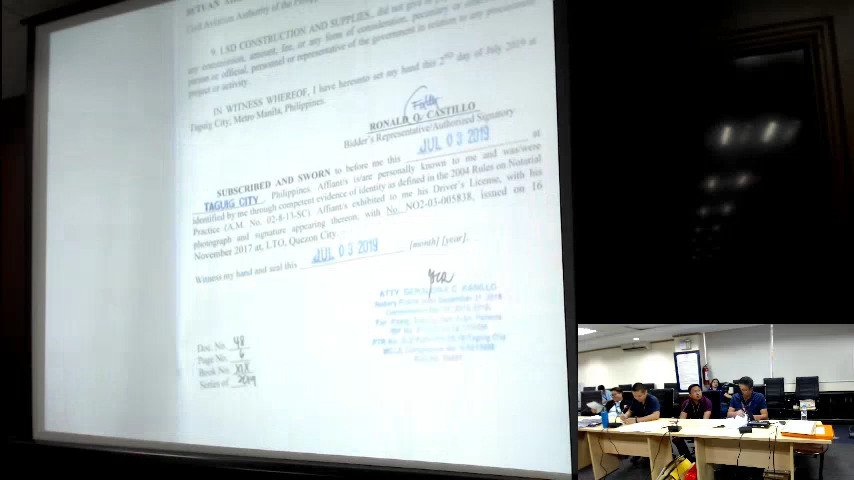 Civil Aviation Authority of the
9. LSD CONSTRUCTION AND SUPPLIES, did not give
any commission, amount, fee, or any form of consideration, pecuniary or
person or official, personnel or representative of the government in relation to any procurement
project or activity.
IN WITNESS WHEREOF, I have hereunto set my hand this 2ND day of July 2019 at
Taguig City, Metro Manila, Philippines.
RONALD O. CASTILLO
Bidder's Representative/Authorized Signatory
JUL 03 2019
SUBSCRIBED AND SWORN to before me this at
TAGUIG CITY, Philippines. Affiant/s is/are personally known to me and was/were
identified by me through competent evidence of identity as defined in the 2004 Rules on Notarial
Practice (A.M. No. 02-8-13-SC) Affiant/s exhibited to me his Driver's License, with his
photograph and signature appearing thereon, with No. NO2-03-005838, issued on 16
November 2017 at, LTO, Quezon City.
Witness my hand and seal this JUL 03 2019 [month] [year].
Doc. No. 48
Page No. 6
Book No. XIX
Series of 2019